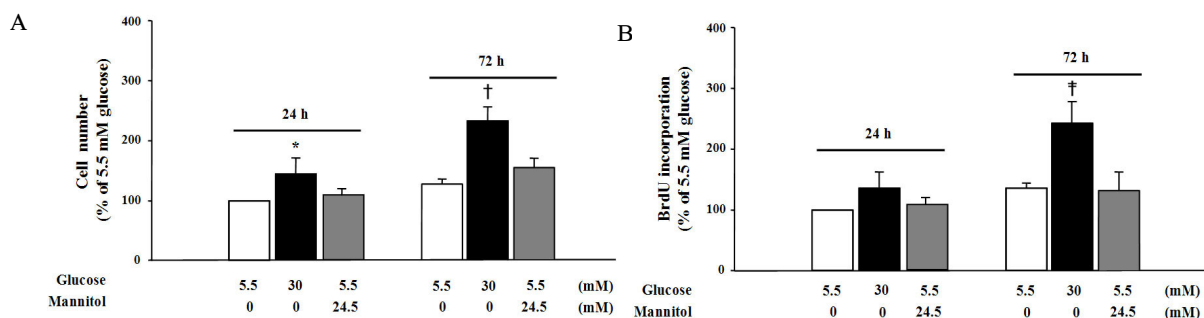 A
Cell number
(% of 5.5 mM glucose)
400
300
200
100
0
24 h
*
72 h
†
Glucose 5.5 30 5.5 5.5 30 5.5 (mM)
Mannitol 0 0 24.5 0 0 24.5 (mM)
B
BrdU incorporation
(% of 5.5 mM glucose)
400
300
200
100
0
24 h
72 h
‡
Glucose 5.5 30 5.5 5.5 30 5.5 (mM)
Mannitol 0 0 24.5 0 0 24.5 (mM)